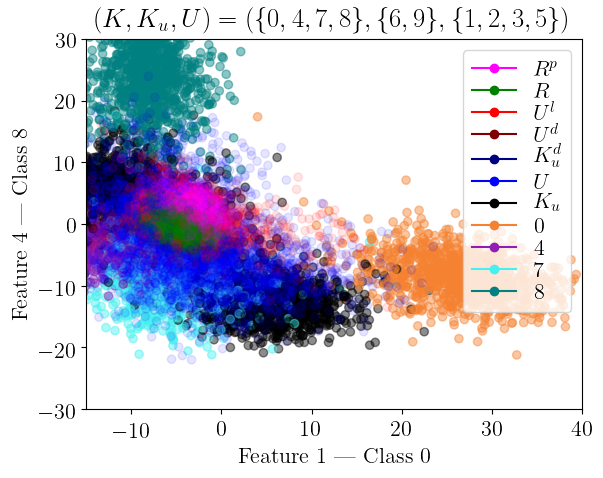 (K, K_u, U) = ({0, 4, 7, 8}, {6, 9}, {1, 2, 3, 5})
30
20
10
0
−10
−20
−30
Feature 4 — Class 8
R^p
R
U^l
U^d
K_u^d
U
K_u
0
4
7
8
−10
0
10
20
30
40
Feature 1 — Class 0